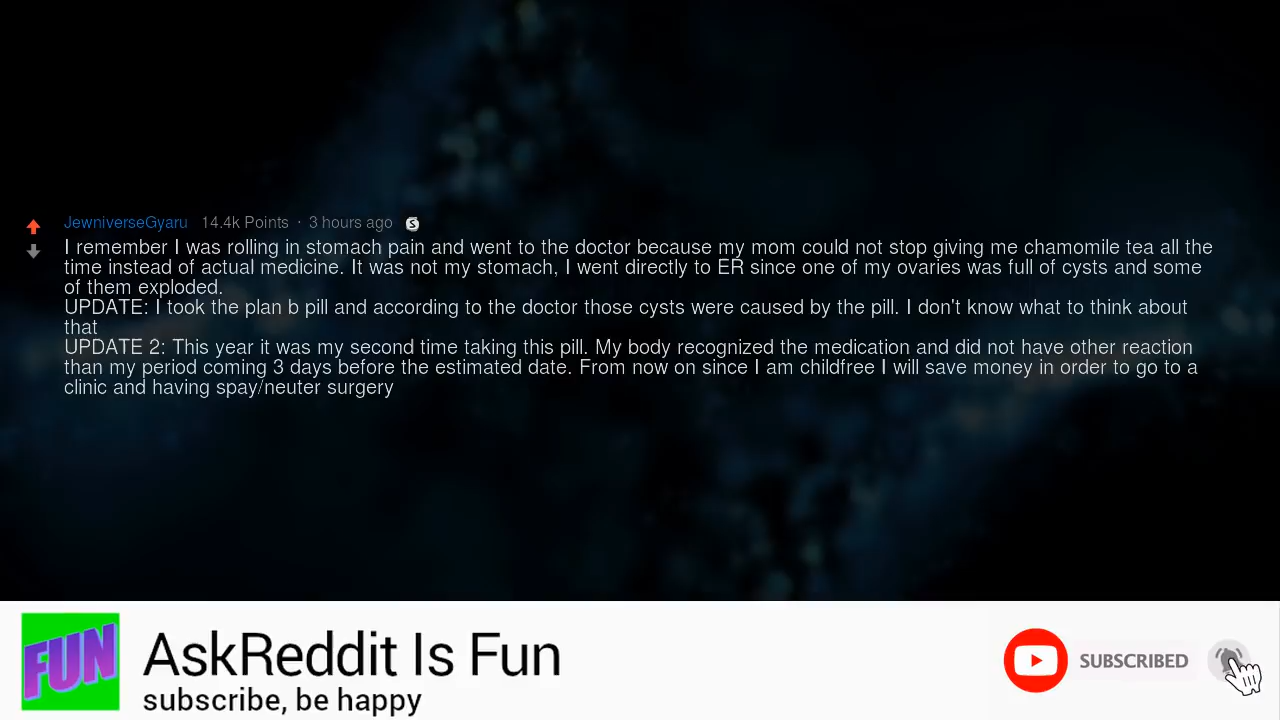 JewniverseGyaru 14.4k Points · 3 hours ago S
I remember I was rolling in stomach pain and went to the doctor because my mom could not stop giving me chamomile tea all the
time instead of actual medicine. It was not my stomach, I went directly to ER since one of my ovaries was full of cysts and some
of them exploded.
UPDATE: I took the plan b pill and according to the doctor those cysts were caused by the pill. I don't know what to think about
that
UPDATE 2: This year it was my second time taking this pill. My body recognized the medication and did not have other reaction
than my period coming 3 days before the estimated date. From now on since I am childfree I will save money in order to go to a
clinic and having spay/neuter surgery
FUN
AskReddit Is Fun
subscribe, be happy
SUBSCRIBED